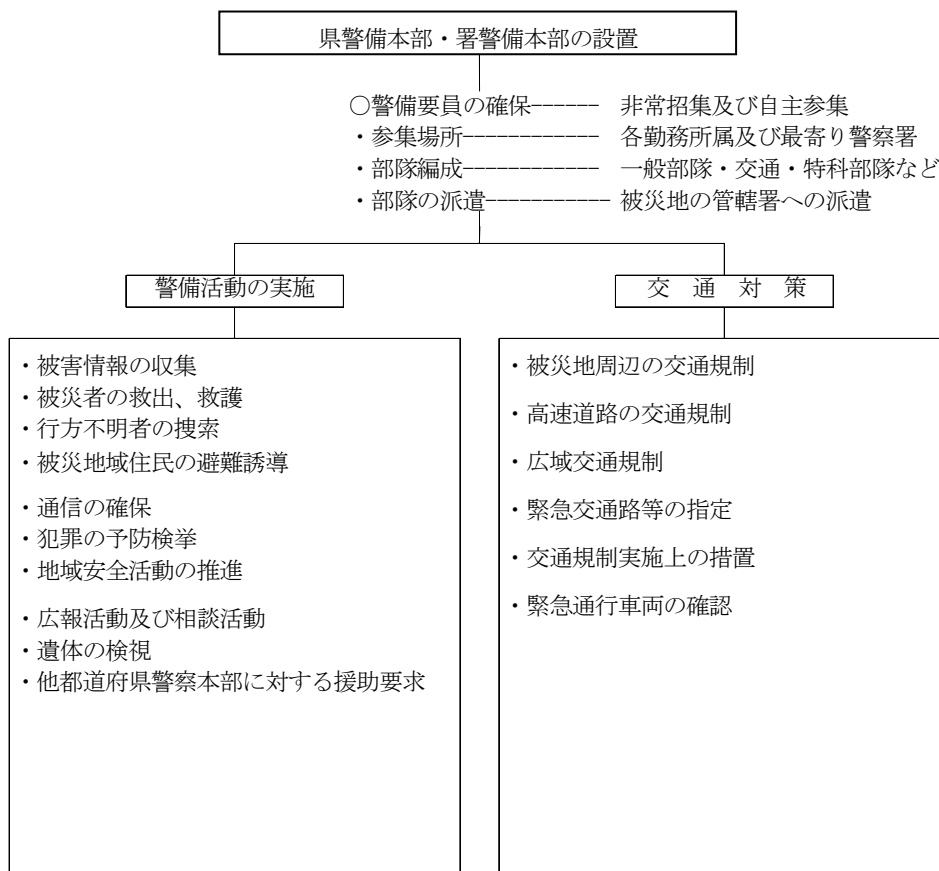 県警備本部・署警備本部の設置
○警備要員の確保------ 非常招集及び自主参集
・参集場所------------ 各勤務所属及び最寄り警察署
・部隊編成------------ 一般部隊・交通・特科部隊など
・部隊の派遣----------- 被災地の管轄署への派遣
警備活動の実施
・被害情報の収集
・被災者の救出、救護
・行方不明者の捜索
・被災地域住民の避難誘導
・通信の確保
・犯罪の予防検挙
・地域安全活動の推進
・広報活動及び相談活動
・遺体の検視
・他都道府県警察本部に対する援助要求
交 通 対 策
・被災地周辺の交通規制
・高速道路の交通規制
・広域交通規制
・緊急交通路等の指定
・交通規制実施上の措置
・緊急通行車両の確認